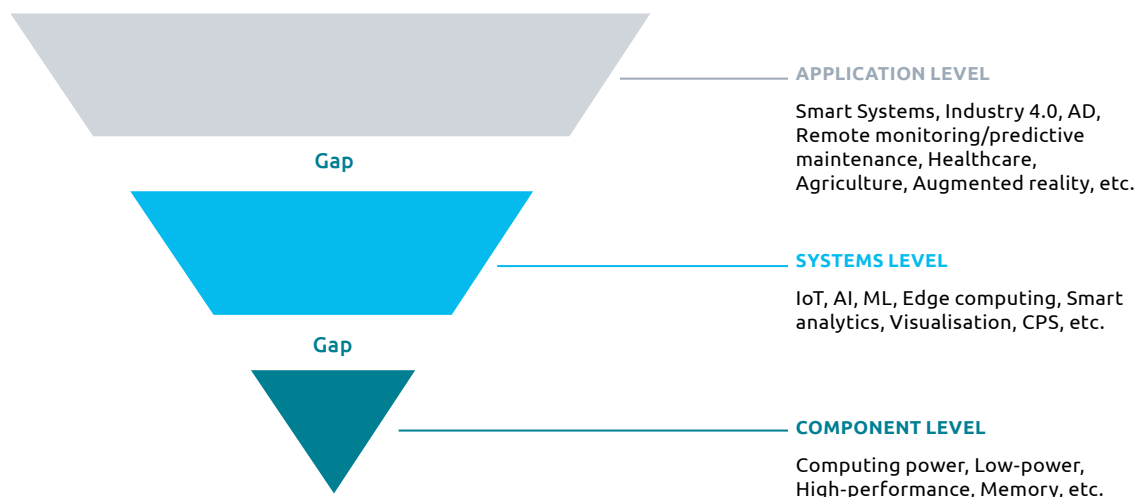 APPLICATION LEVEL
Smart Systems, Industry 4.0, AD,
Remote monitoring/predictive
maintenance, Healthcare,
Agriculture, Augmented reality, etc.
Gap
SYSTEMS LEVEL
IoT, AI, ML, Edge computing, Smart
analytics, Visualisation, CPS, etc.
Gap
COMPONENT LEVEL
Computing power, Low-power,
High-performance, Memory, etc.